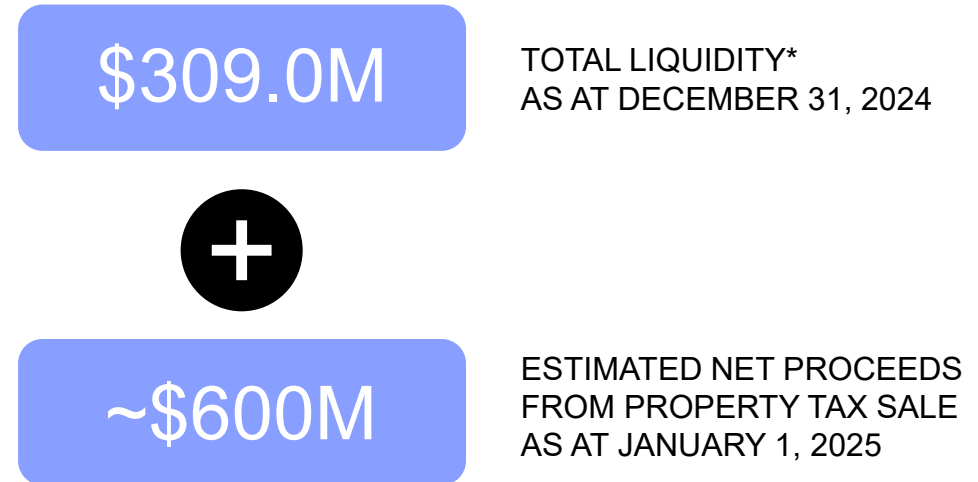 $309.0M
TOTAL LIQUIDITY*
AS AT DECEMBER 31, 2024
+
~$600M
ESTIMATED NET PROCEEDS
FROM PROPERTY TAX SALE
AS AT JANUARY 1, 2025